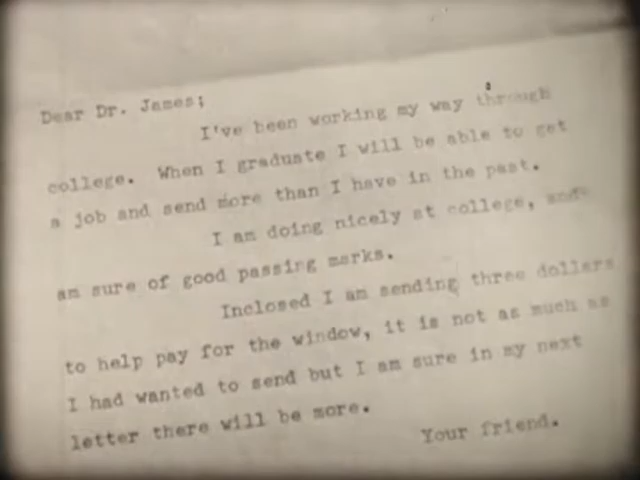 Dear Dr. James;
I've been working my way through
college. When I graduate I will be able to get
a job and send more than I have in the past.
I am doing nicely at college, and
am sure of good passing marks.
Inclosed I am sending three dollars
to help pay for the window, it is not as much as
I had wanted to send but I am sure in my next
letter there will be more.
Your friend.